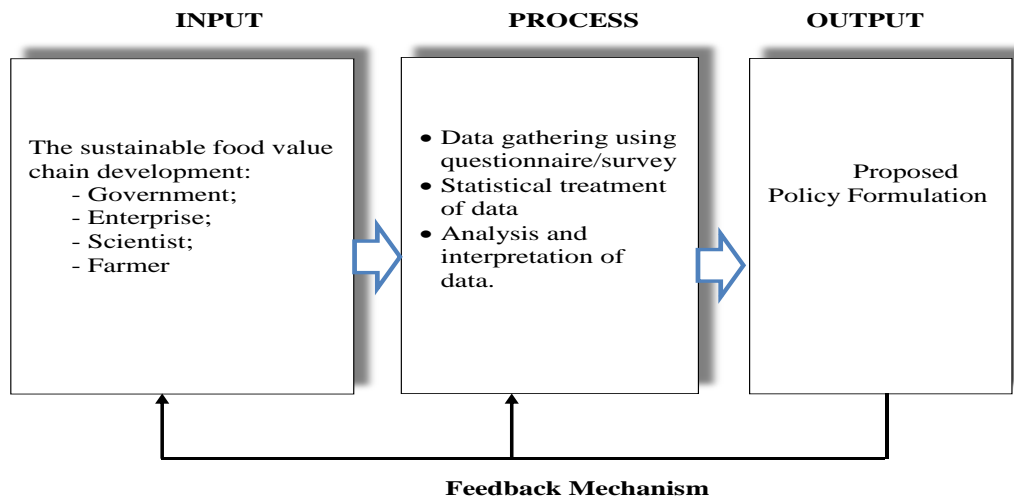 INPUT
PROCESS
OUTPUT
The sustainable food value
chain development:
- Government;
- Enterprise;
- Scientist;
- Farmer
• Data gathering using
questionnaire/survey
• Statistical treatment
of data
• Analysis and
interpretation of
data.
Proposed
Policy Formulation
Feedback Mechanism